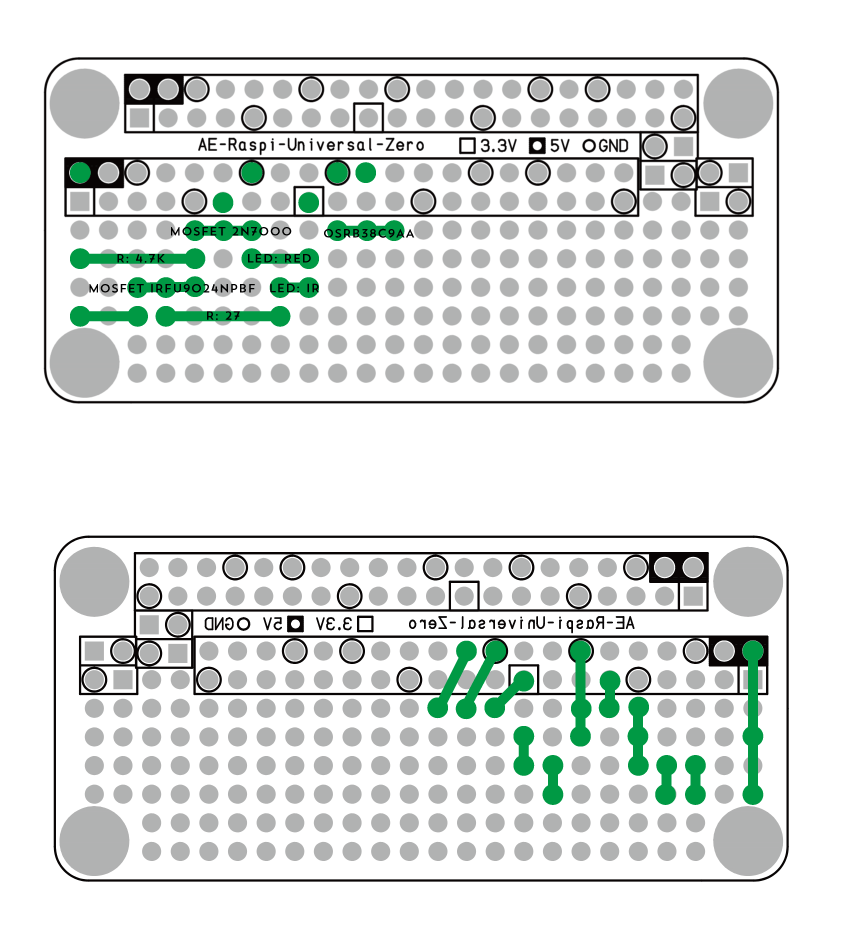 AE-Raspi-Universal-Zero 3.3V 5V GND
MOSFET 2N7000 OSRB38C9AA
R: 4.7K LED: RED
MOSFET IRFU9024NPBF LED: IR
R: 27
GND 5V 3.3V AE-Raspi-Universal-Zero